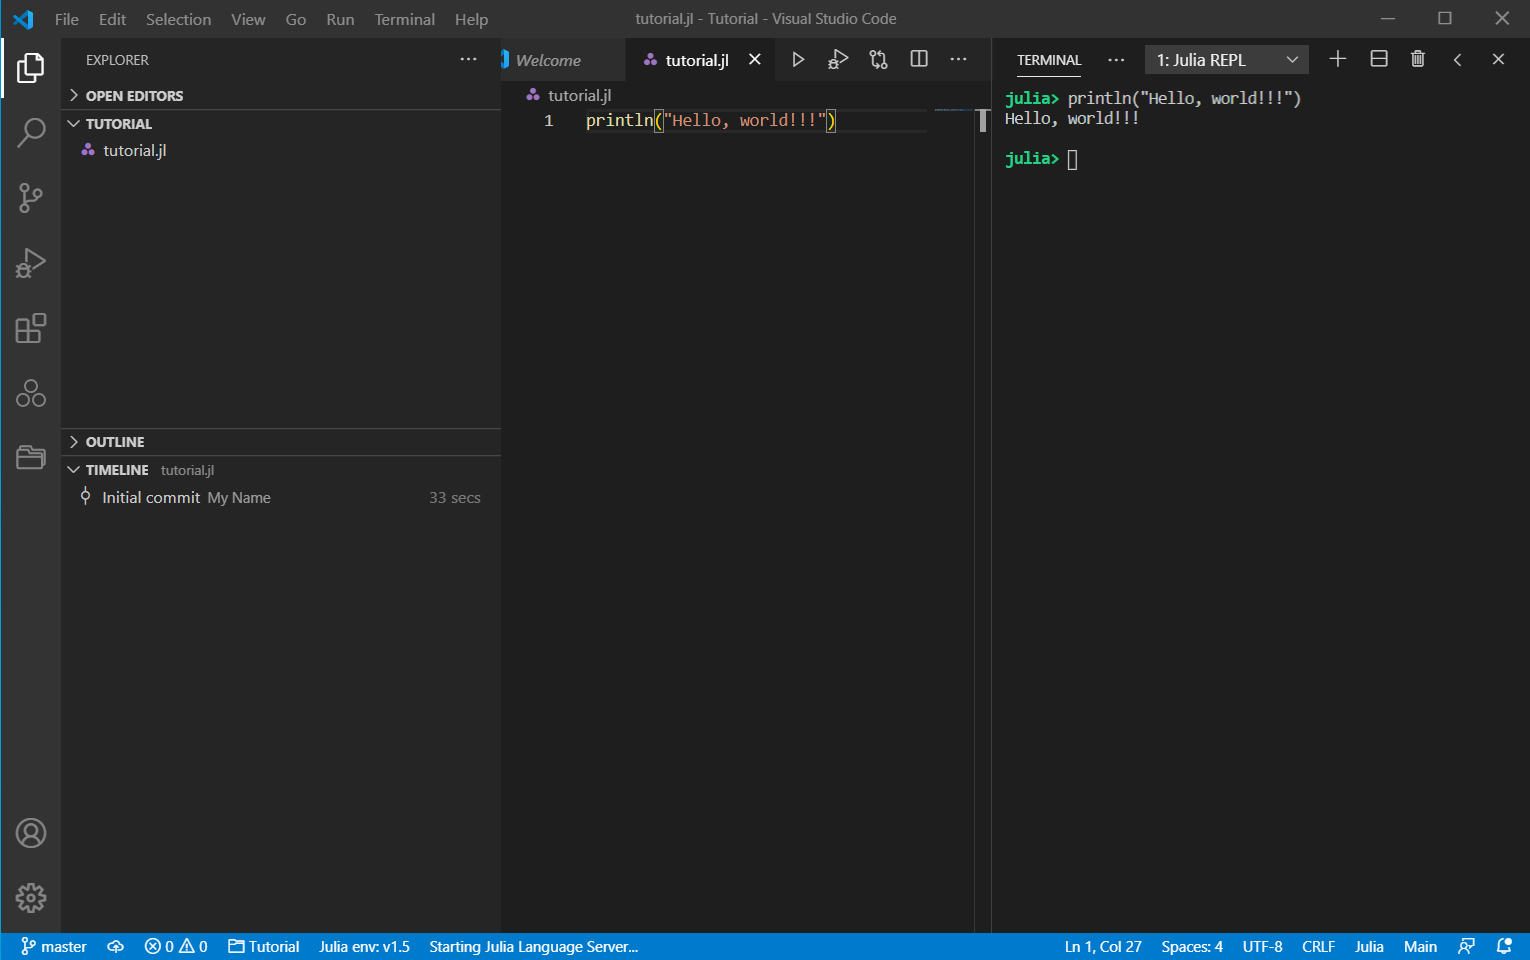 File Edit Selection View Go Run Terminal Help
tutorial.jl - Tutorial - Visual Studio Code
EXPLORER
OPEN EDITORS
TUTORIAL
tutorial.jl
OUTLINE
TIMELINE tutorial.jl
Initial commit My Name 33 secs
Welcome
tutorial.jl
tutorial.jl
1 println("Hello, world!!!")
TERMINAL
1: Julia REPL
julia> println("Hello, world!!!")
Hello, world!!!
julia>
master 0 0 Tutorial Julia env: v1.5 Starting Julia Language Server... Ln 1, Col 27 Spaces: 4 UTF-8 CRLF Julia Main